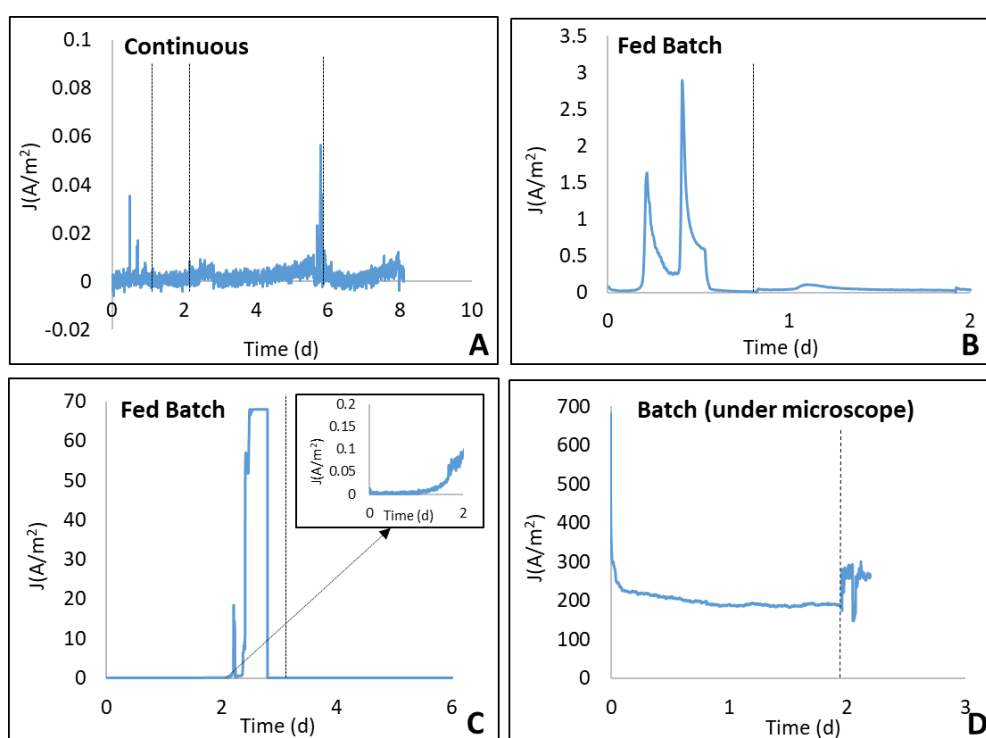 Continuous
0.1
0.08
0.06
0.04
0.02
0
-0.02
J(A/m²)
0 2 4 6 8 10
Time (d)
A
Fed Batch
3.5
3
2.5
2
1.5
1
0.5
0
J(A/m²)
0 1 2
Time (d)
B
Fed Batch
70
60
50
40
30
20
10
0
J(A/m²)
0 2 4 6
Time (d)
C
0.2
0.15
0.1
0.05
0
J(A/m²)
0 2
Time (d)
Batch (under microscope)
700
600
500
400
300
200
100
0
J(A/m²)
0 1 2 3
Time (d)
D